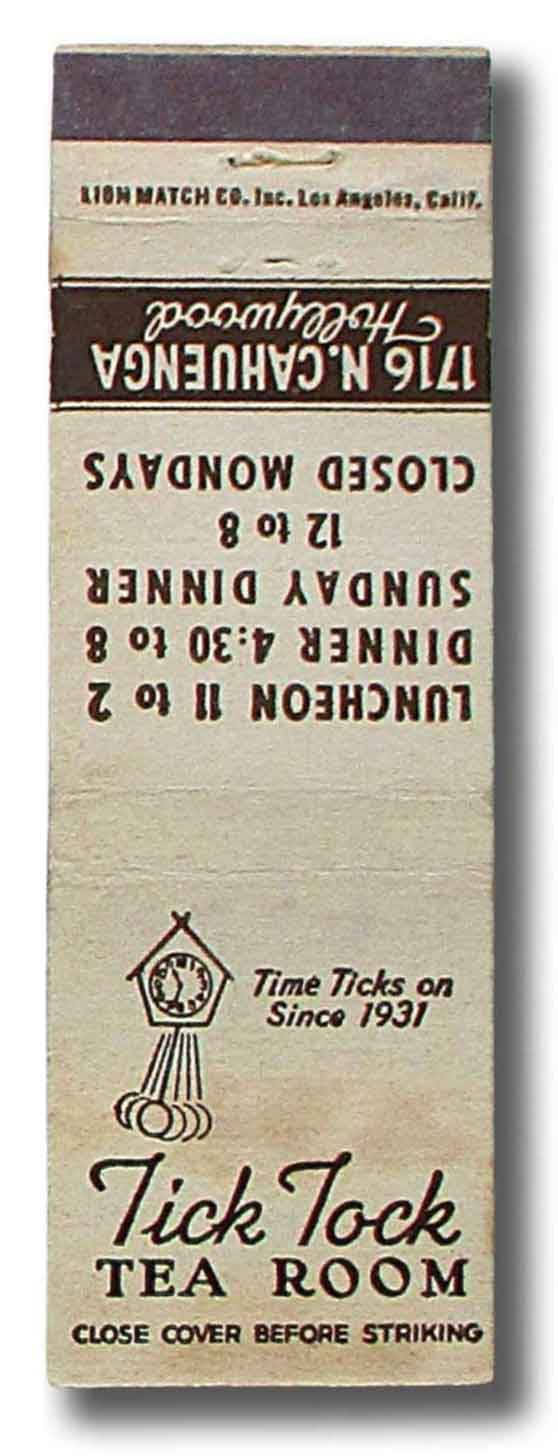 LION MATCH CO. Inc. Los Angeles, Calif.
LUNCHEON 11 to 2
DINNER 4:30 to 8
SUNDAY DINNER
12 to 8
CLOSED MONDAYS
1716 N. CAHUENGA
Hollywood
Time Ticks on
Since 1931
Tick Tock
TEA ROOM
CLOSE COVER BEFORE STRIKING